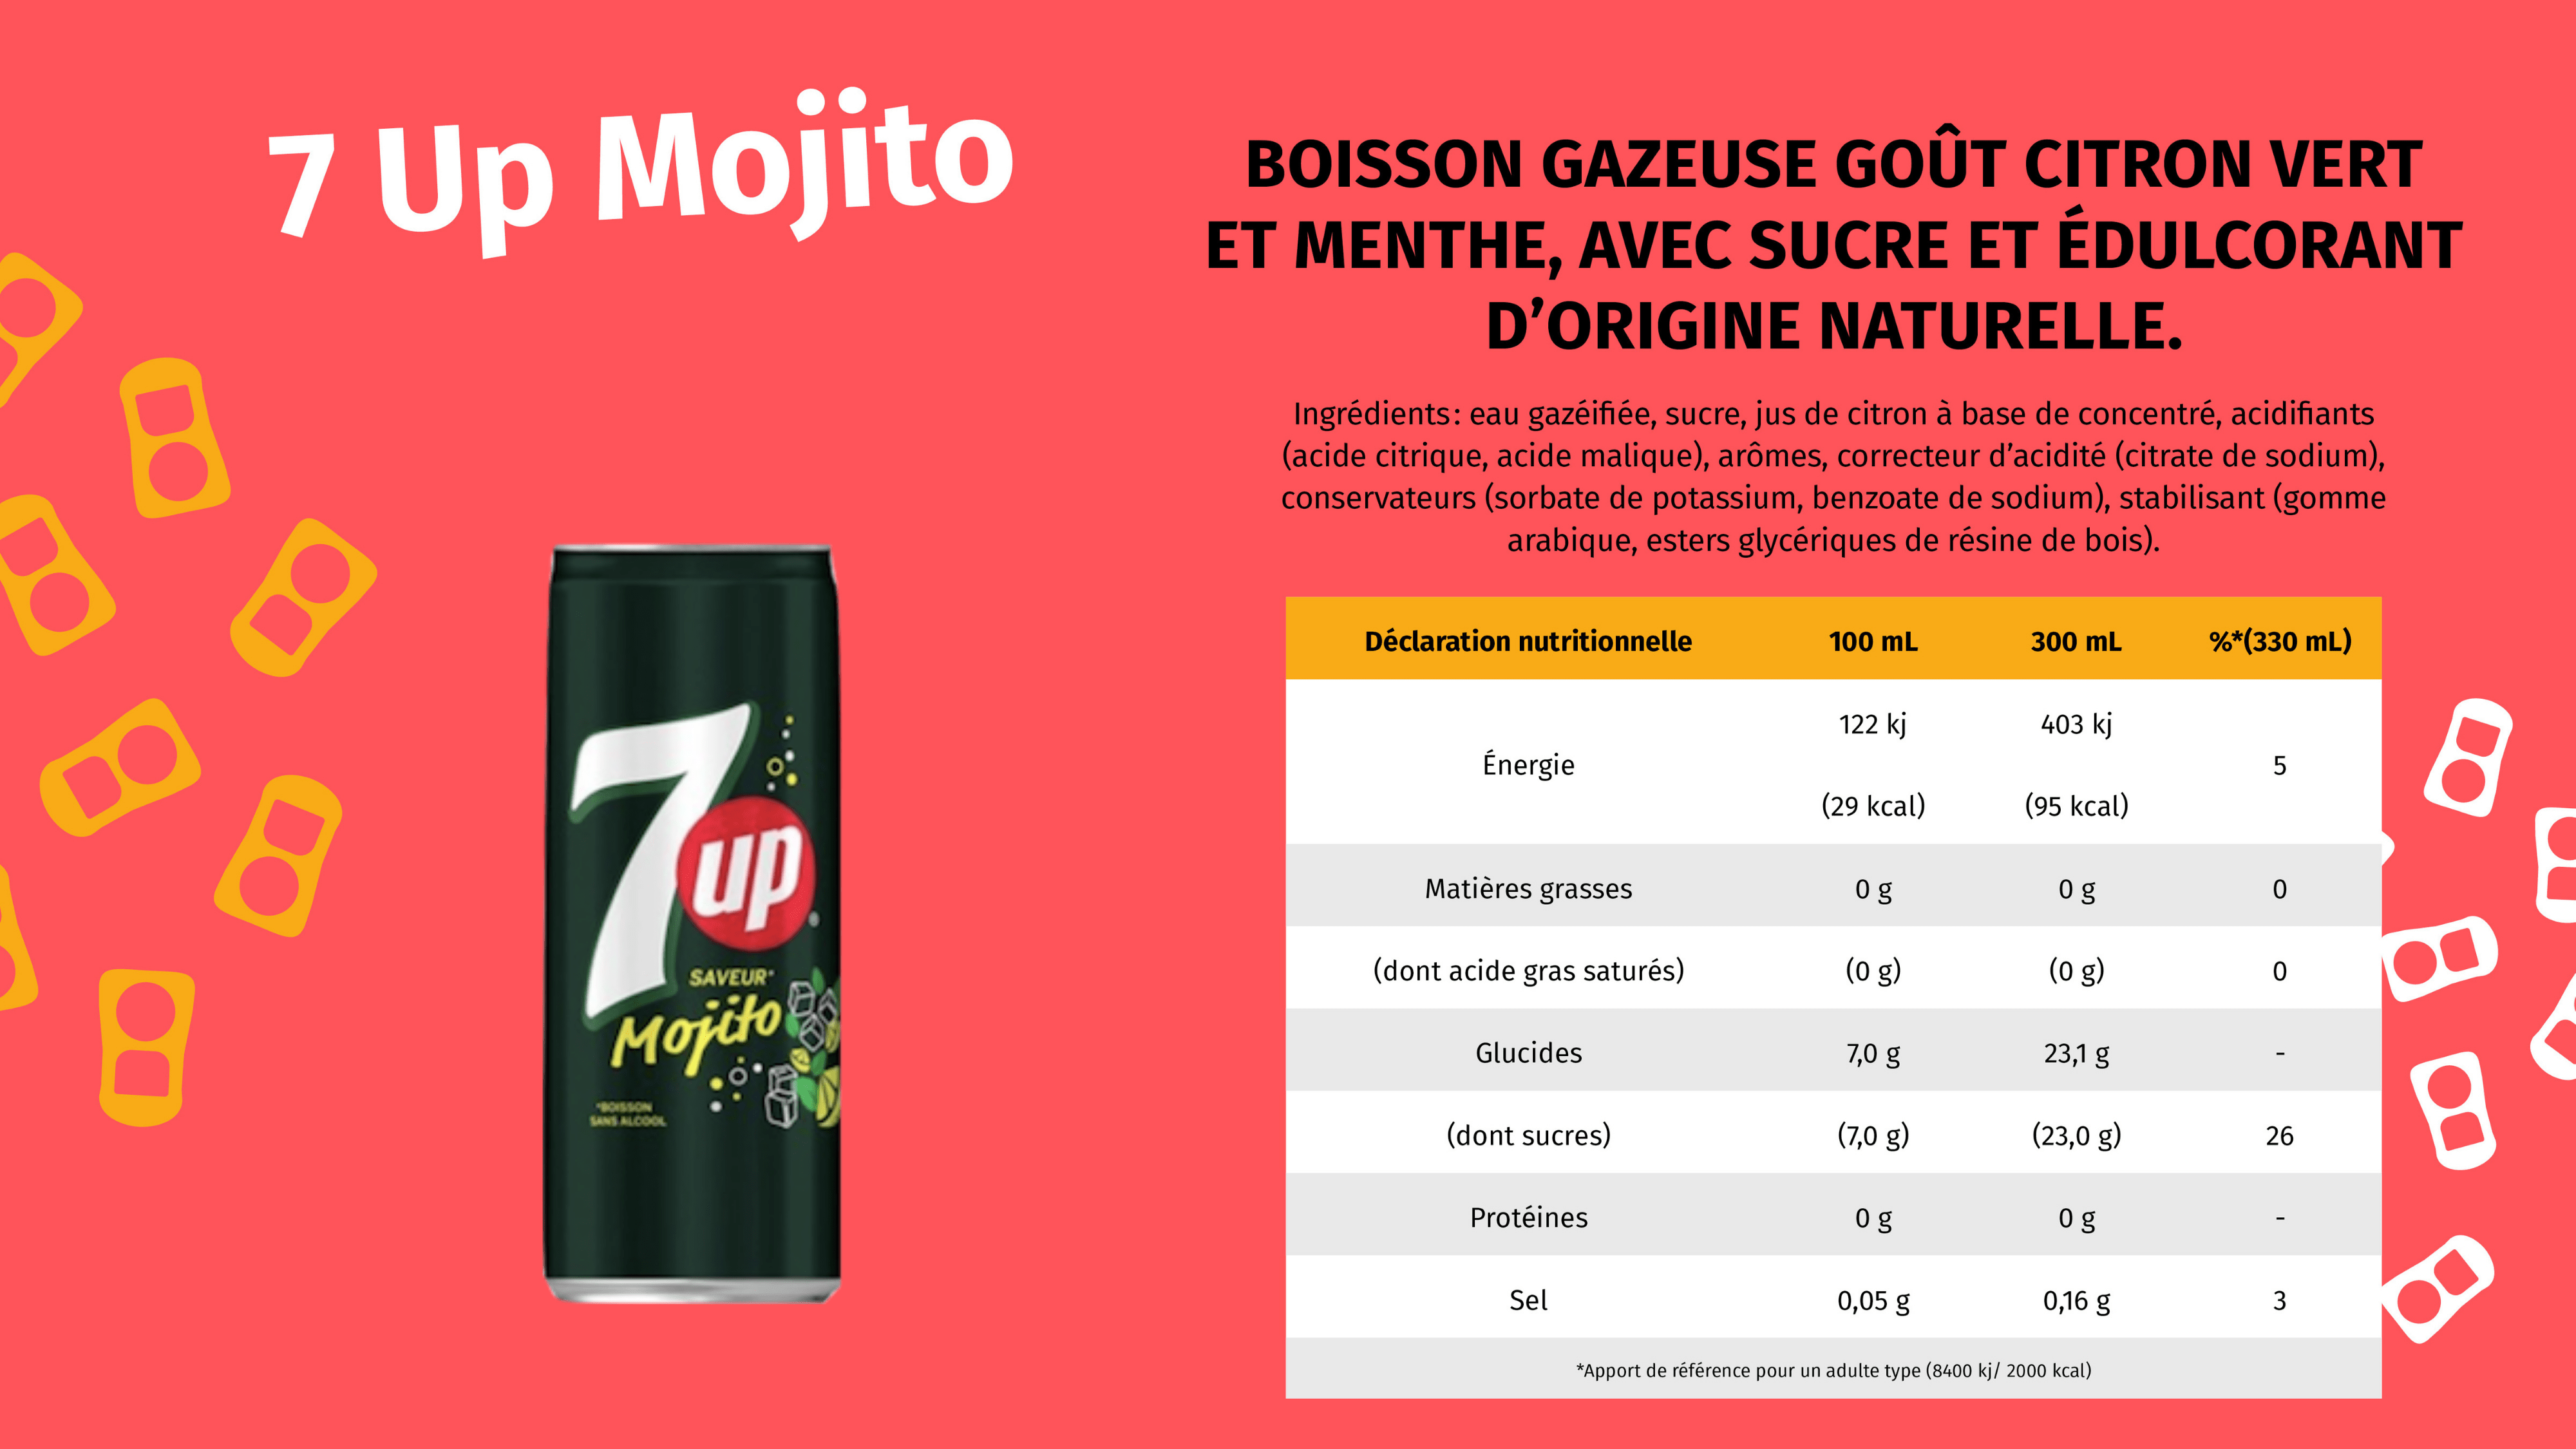 7 Up Mojito
BOISSON GAZEUSE GOÛT CITRON VERT
ET MENTHE, AVEC SUCRE ET ÉDULCORANT
D’ORIGINE NATURELLE.
Ingrédients : eau gazéifiée, sucre, jus de citron à base de concentré, acidifiants
(acide citrique, acide malique), arômes, correcteur d’acidité (citrate de sodium),
conservateurs (sorbate de potassium, benzoate de sodium), stabilisant (gomme
arabique, esters glycériques de résine de bois).
7up
SAVEUR*
Mojito
*BOISSON
SANS ALCOOL
Déclaration nutritionnelle 100 mL 300 mL %*(330 mL)
Énergie 122 kj 403 kj 5
(29 kcal) (95 kcal)
Matières grasses 0 g 0 g 0
(dont acide gras saturés) (0 g) (0 g) 0
Glucides 7,0 g 23,1 g -
(dont sucres) (7,0 g) (23,0 g) 26
Protéines 0 g 0 g -
Sel 0,05 g 0,16 g 3
*Apport de référence pour un adulte type (8400 kj/ 2000 kcal)